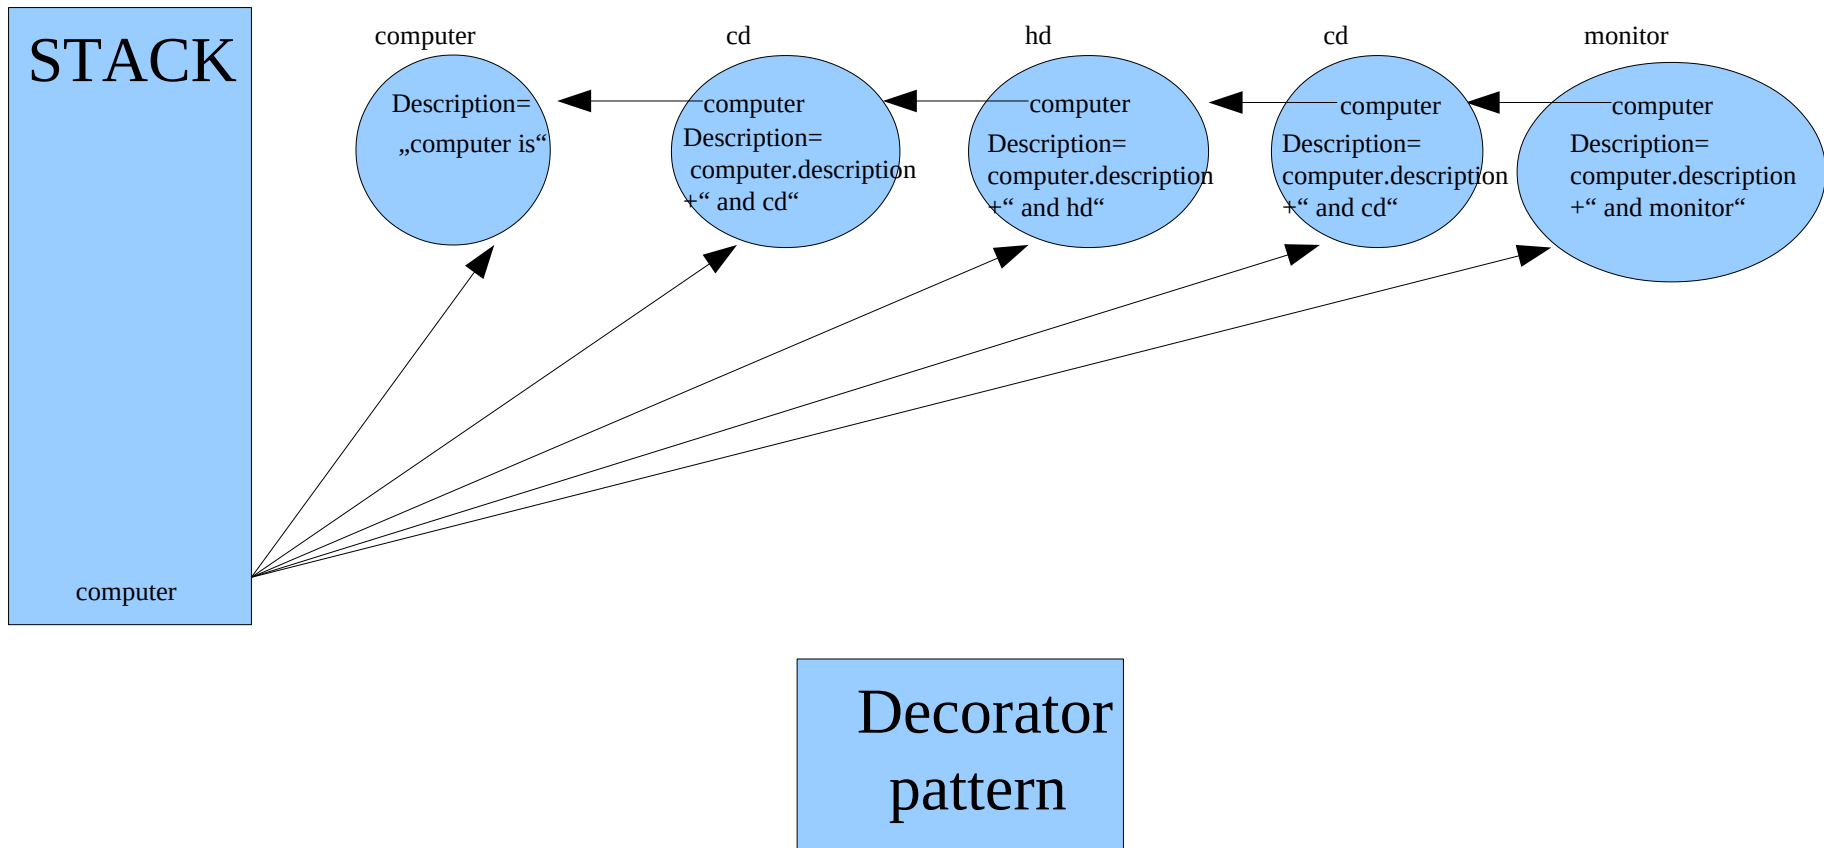 STACK
computer
computer
Description=
„computer is“
cd
computer
Description=
computer.description
+“ and cd“
hd
computer
Description=
computer.description
+“ and hd“
cd
computer
Description=
computer.description
+“ and cd“
monitor
computer
Description=
computer.description
+“ and monitor“
Decorator
pattern